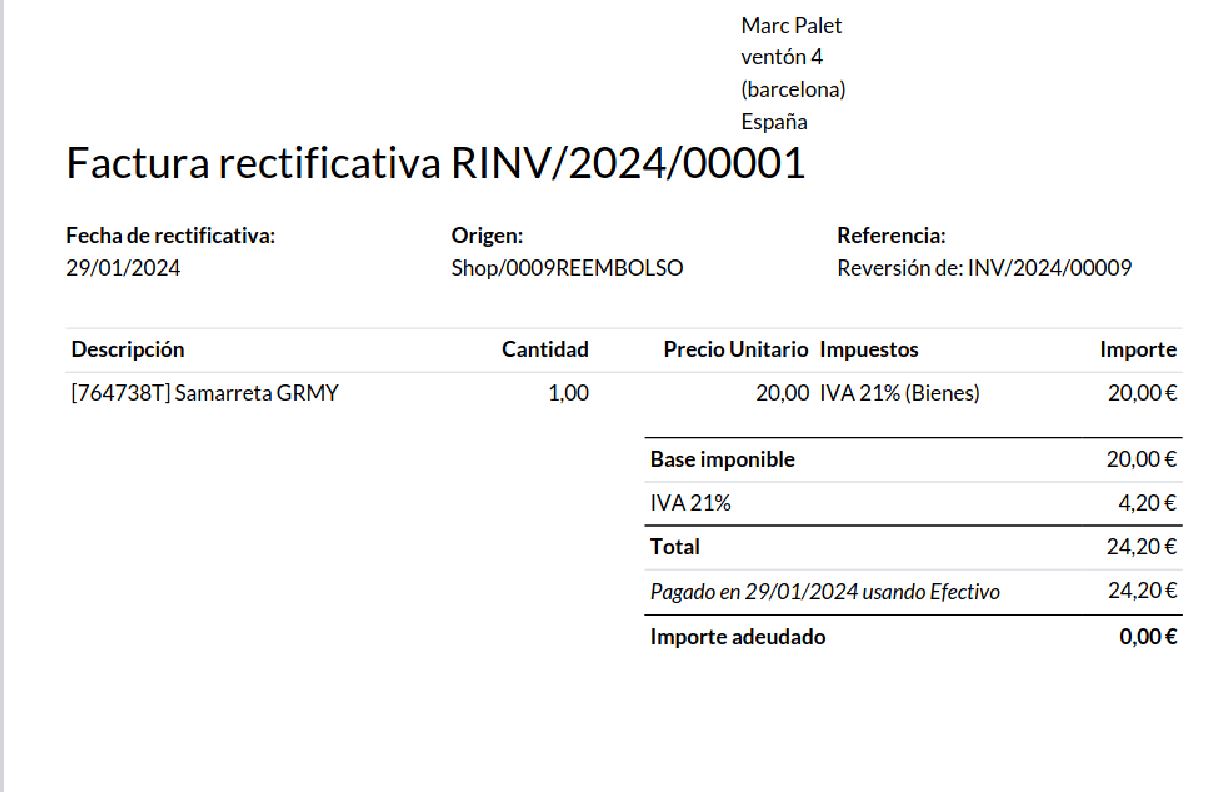 Marc Palet
ventón 4
(barcelona)
España
Factura rectificativa RINV/2024/00001
Fecha de rectificativa: Origen: Referencia:
29/01/2024 Shop/0009REEMBOLSO Reversión de: INV/2024/00009
Descripción Cantidad Precio Unitario Impuestos Importe
[764738T] Samarreta GRMY 1,00 20,00 IVA 21% (Bienes) 20,00 €
Base imponible 20,00 €
IVA 21% 4,20 €
Total 24,20 €
Pagado en 29/01/2024 usando Efectivo 24,20 €
Importe adeudado 0,00 €